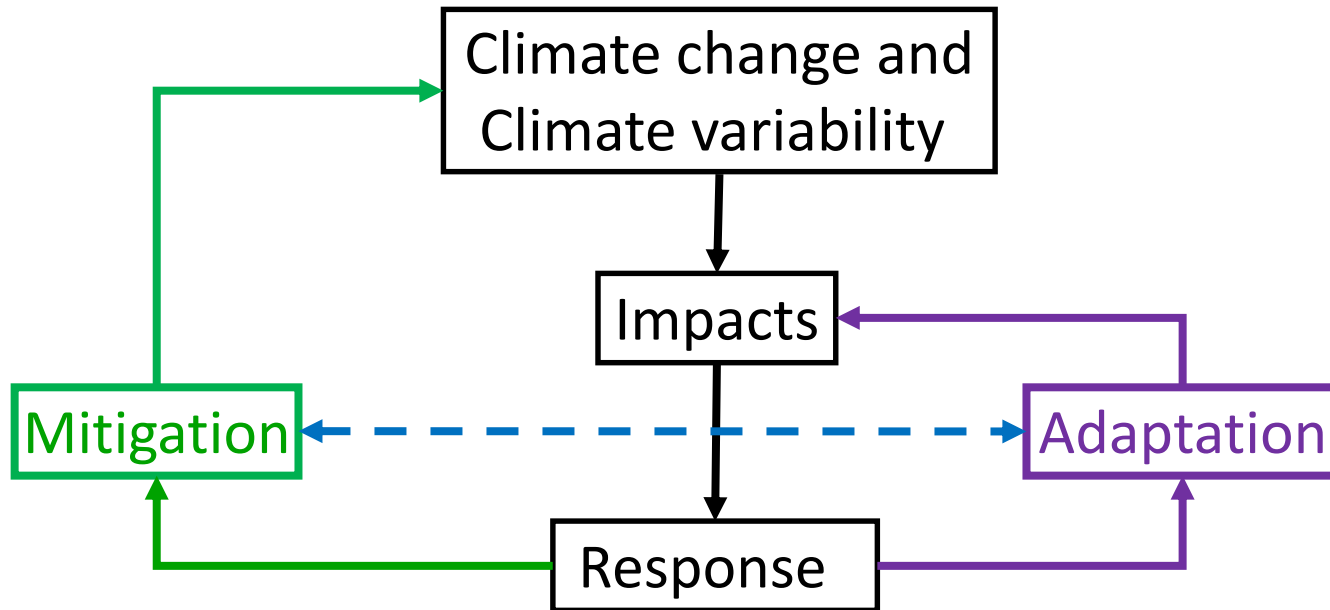 Climate change and
Climate variability
Impacts
Mitigation
Adaptation
Response